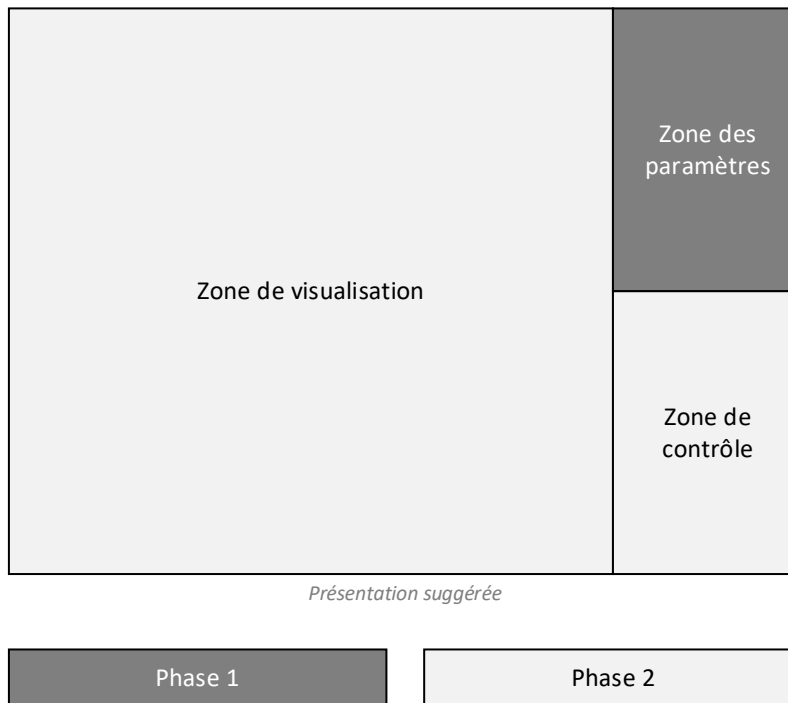 Zone des
paramètres
Zone de visualisation
Zone de
contrôle
Présentation suggérée
Phase 1
Phase 2